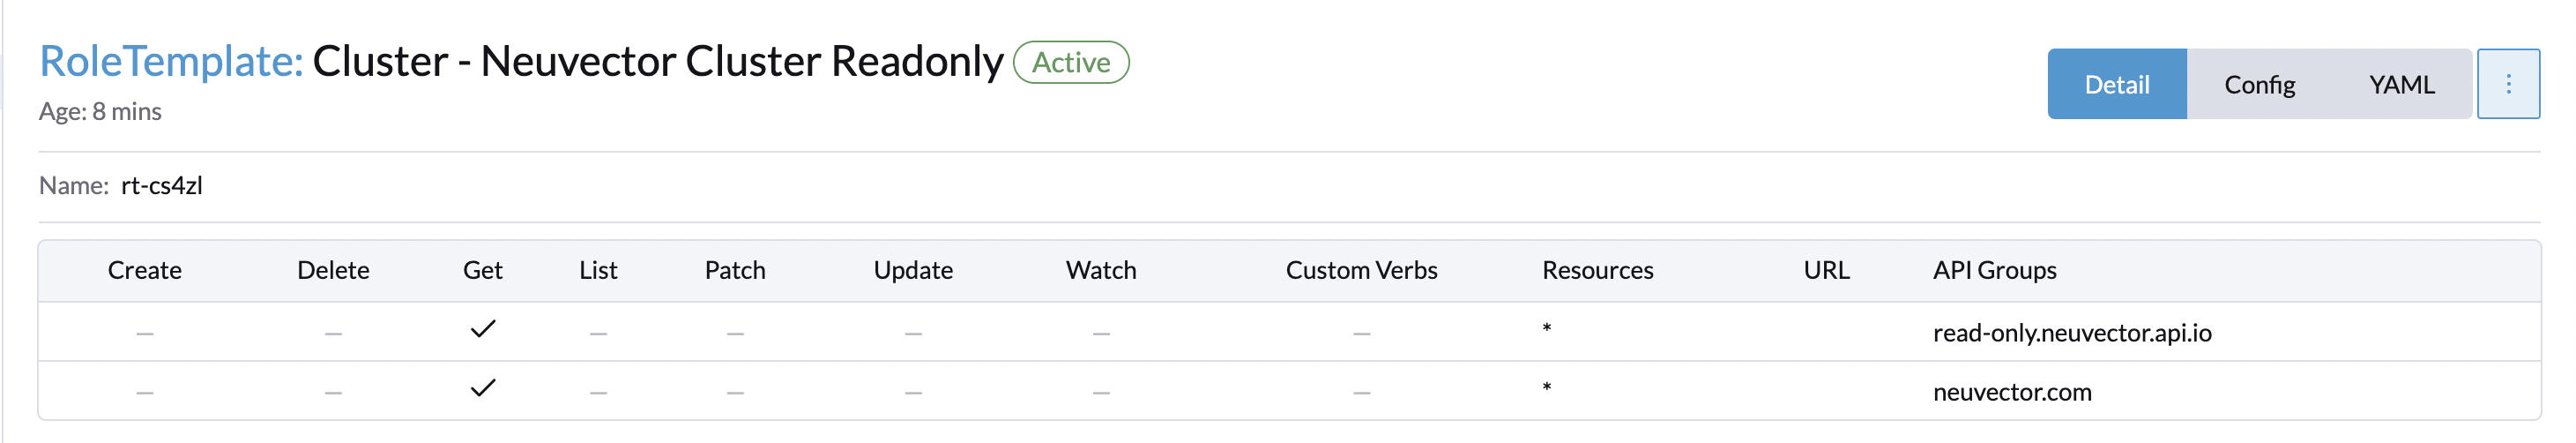 RoleTemplate: Cluster - Neuvector Cluster Readonly Active
Detail Config YAML
Age: 8 mins
Name: rt-cs4zl
Create Delete Get List Patch Update Watch Custom Verbs Resources URL API Groups
– – ✓ – – – – – * read-only.neuvector.api.io
– – ✓ – – – – – * neuvector.com